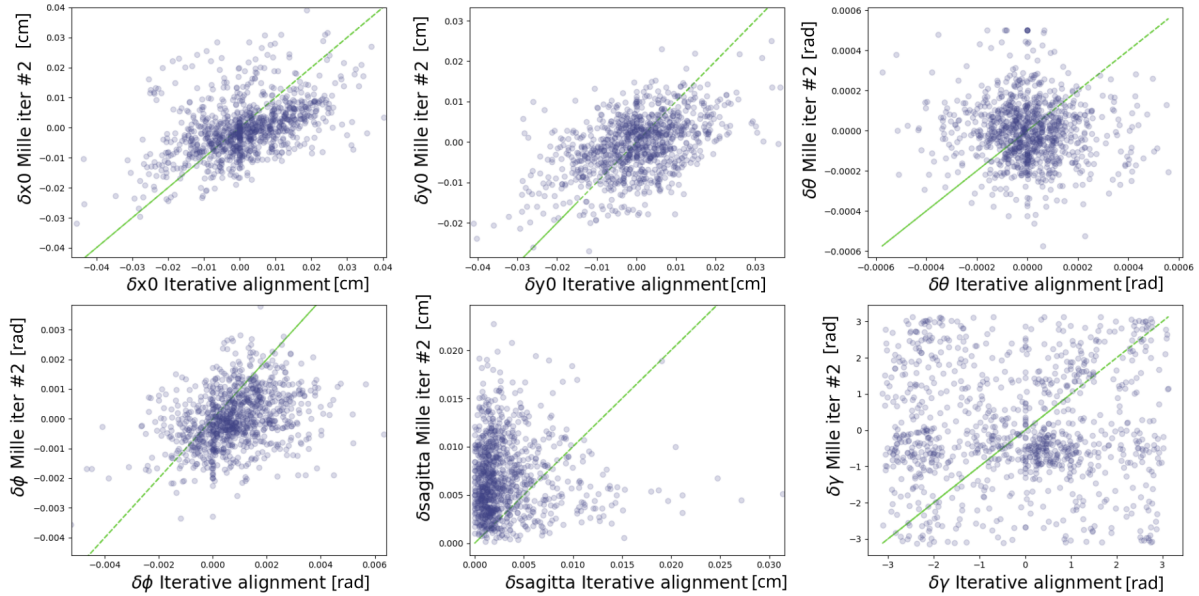 δx0 Mille iter #2 [cm]
0.04
0.03
0.02
0.01
0.00
−0.01
−0.02
−0.03
−0.04
−0.04 −0.03 −0.02 −0.01 0.00 0.01 0.02 0.03 0.04
δx0 Iterative alignment [cm]
δy0 Mille iter #2 [cm]
0.03
0.02
0.01
0.00
−0.01
−0.02
−0.04 −0.03 −0.02 −0.01 0.00 0.01 0.02 0.03
δy0 Iterative alignment [cm]
δθ Mille iter #2 [rad]
0.0006
0.0004
0.0002
0.0000
−0.0002
−0.0004
−0.0006
−0.0006 −0.0004 −0.0002 0.0000 0.0002 0.0004 0.0006
δθ Iterative alignment [rad]
δϕ Mille iter #2 [rad]
0.003
0.002
0.001
0.000
−0.001
−0.002
−0.003
−0.004
−0.004 −0.002 0.000 0.002 0.004 0.006
δϕ Iterative alignment [rad]
δsagitta Mille iter #2 [cm]
0.020
0.015
0.010
0.005
0.000
0.000 0.005 0.010 0.015 0.020 0.025 0.030
δsagitta Iterative alignment [cm]
δγ Mille iter #2 [rad]
3
2
1
0
−1
−2
−3
−3 −2 −1 0 1 2 3
δγ Iterative alignment [rad]